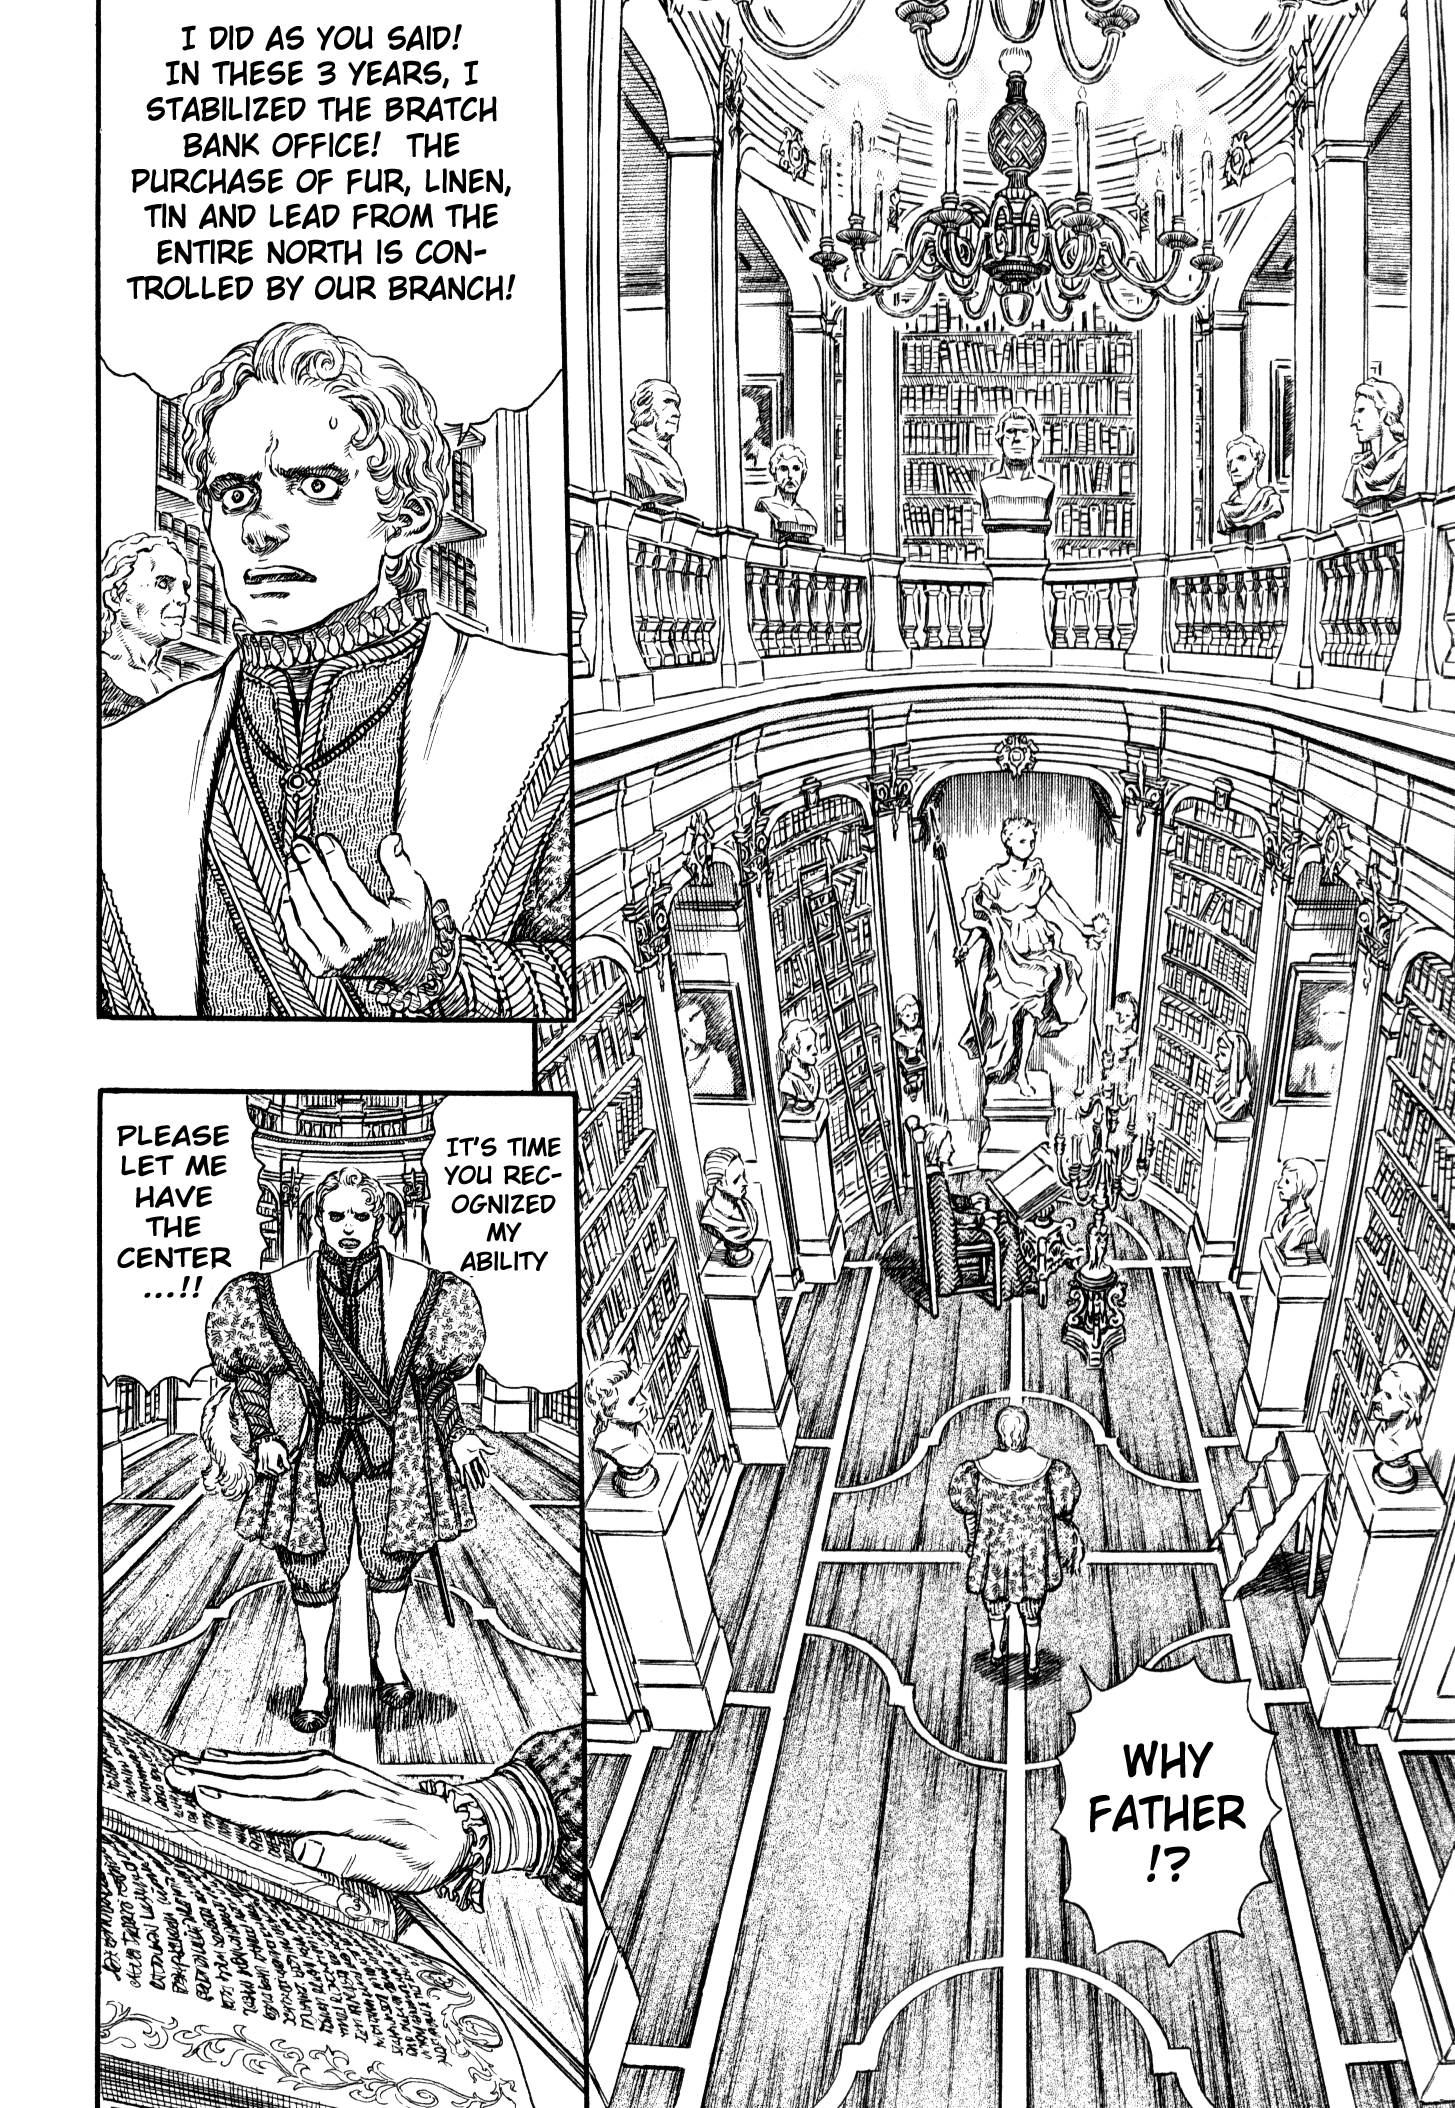 WHY
FATHER
!?
I DID AS YOU SAID!
IN THESE 3 YEARS, I
STABILIZED THE BRATCH
BANK OFFICE! THE
PURCHASE OF FUR, LINEN,
TIN AND LEAD FROM THE
ENTIRE NORTH IS CON-
TROLLED BY OUR BRANCH!
IT'S TIME
YOU REC-
OGNIZED
MY
ABILITY
PLEASE
LET ME
HAVE
THE
CENTER
...!!